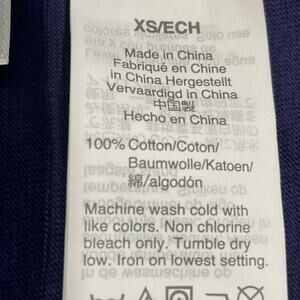 XS/ECH
Made in China
Fabriqué en Chine
in China Hergestellt
Vervaardigd in China
中国製
Hecho en China
100% Cotton/Coton/
Baumwolle/Katoen/
綿/algodón
Machine wash cold with
like colors. Non chlorine
bleach only. Tumble dry
low. Iron on lowest setting.